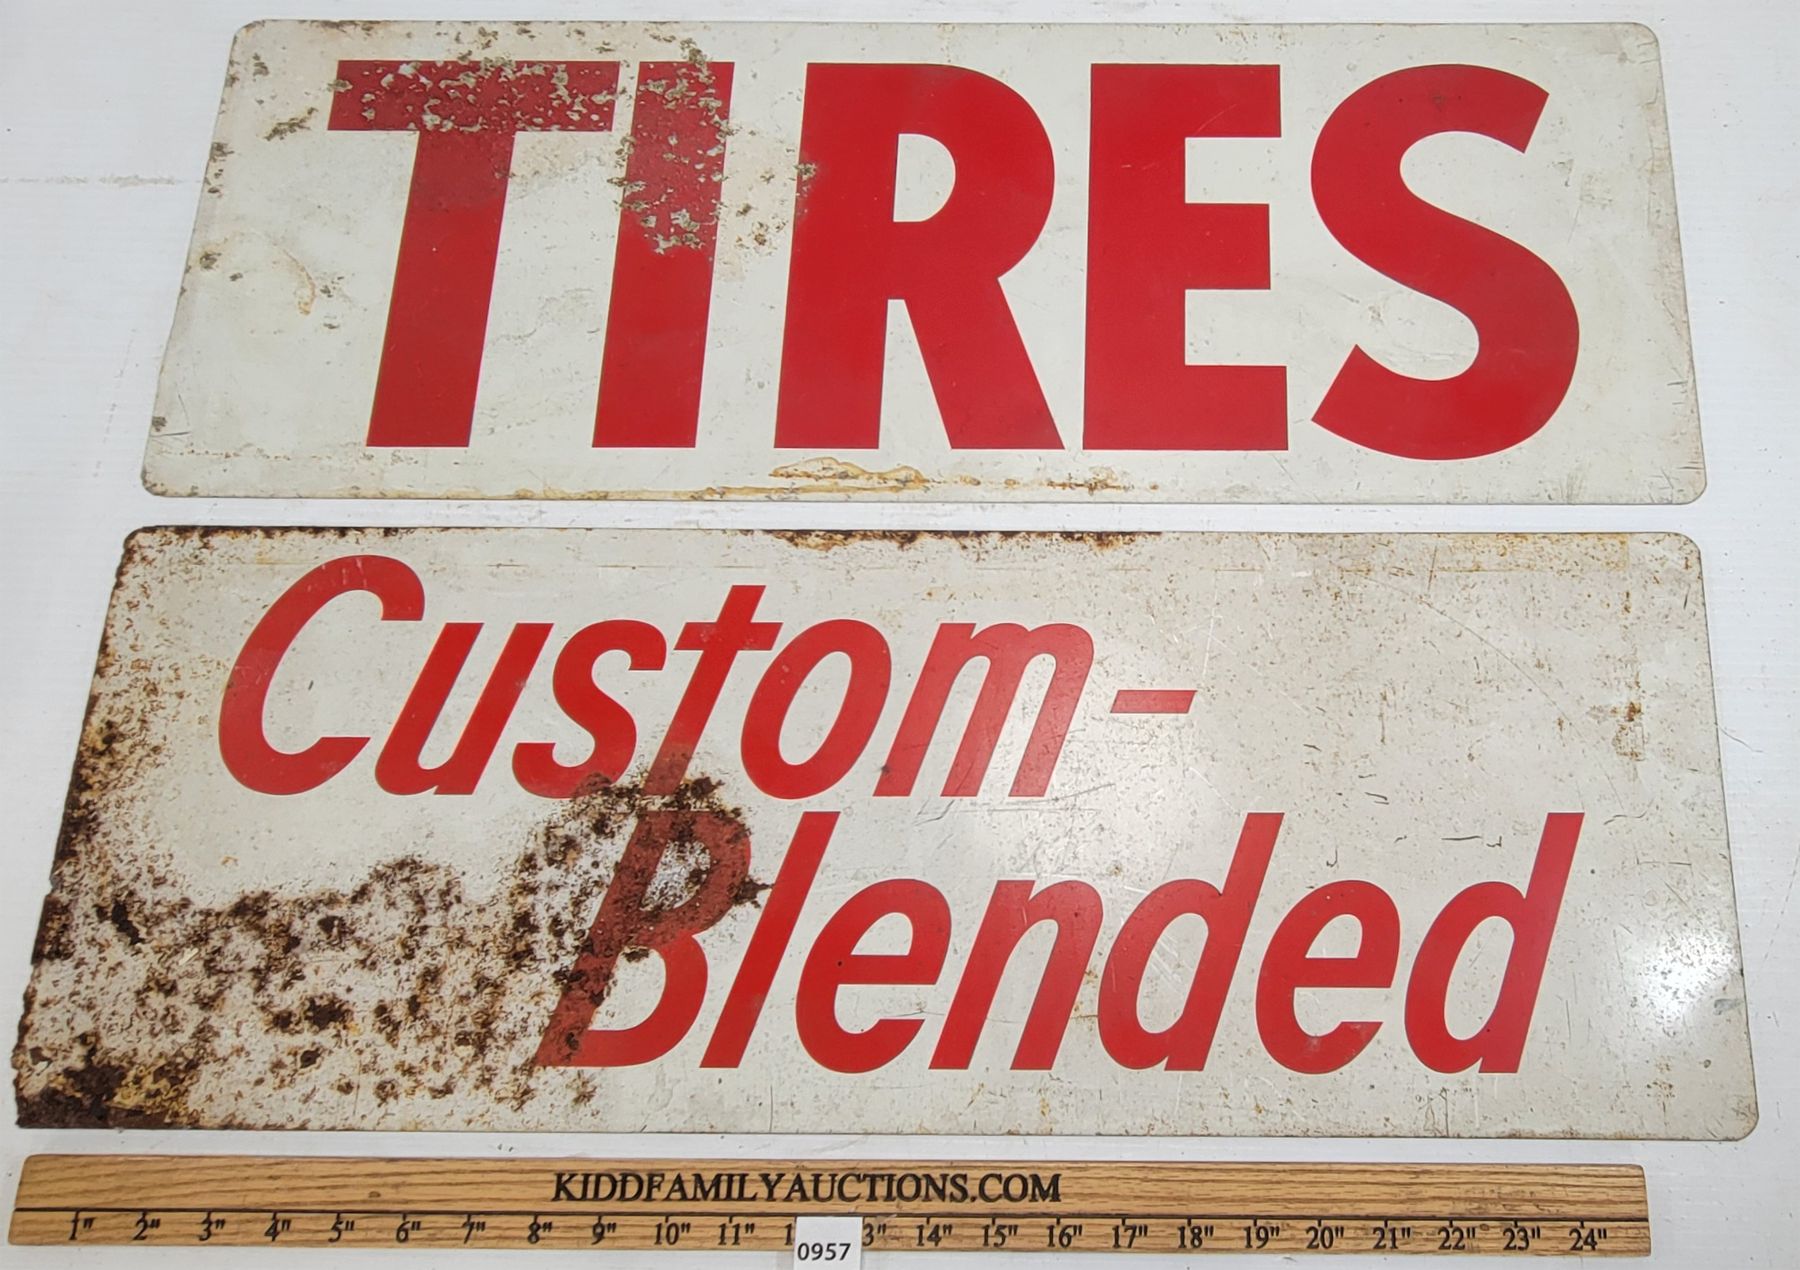 TIRES
Custom-
Blended
KIDDFAMILYAUCTIONS.COM
1" 2" 3" 4" 5" 6" 7" 8" 9" 10" 11" 1 3" 14" 15" 16" 17" 18" 19" 20" 21" 22" 23" 24"
0957